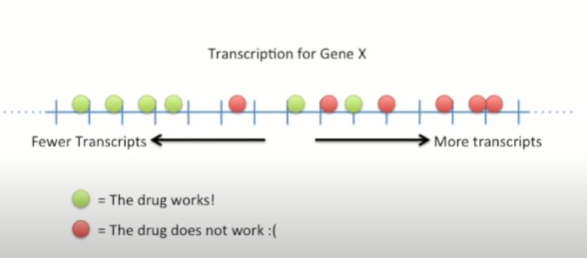 Transcription for Gene X
Fewer Transcripts
More transcripts
= The drug works!
= The drug does not work :(